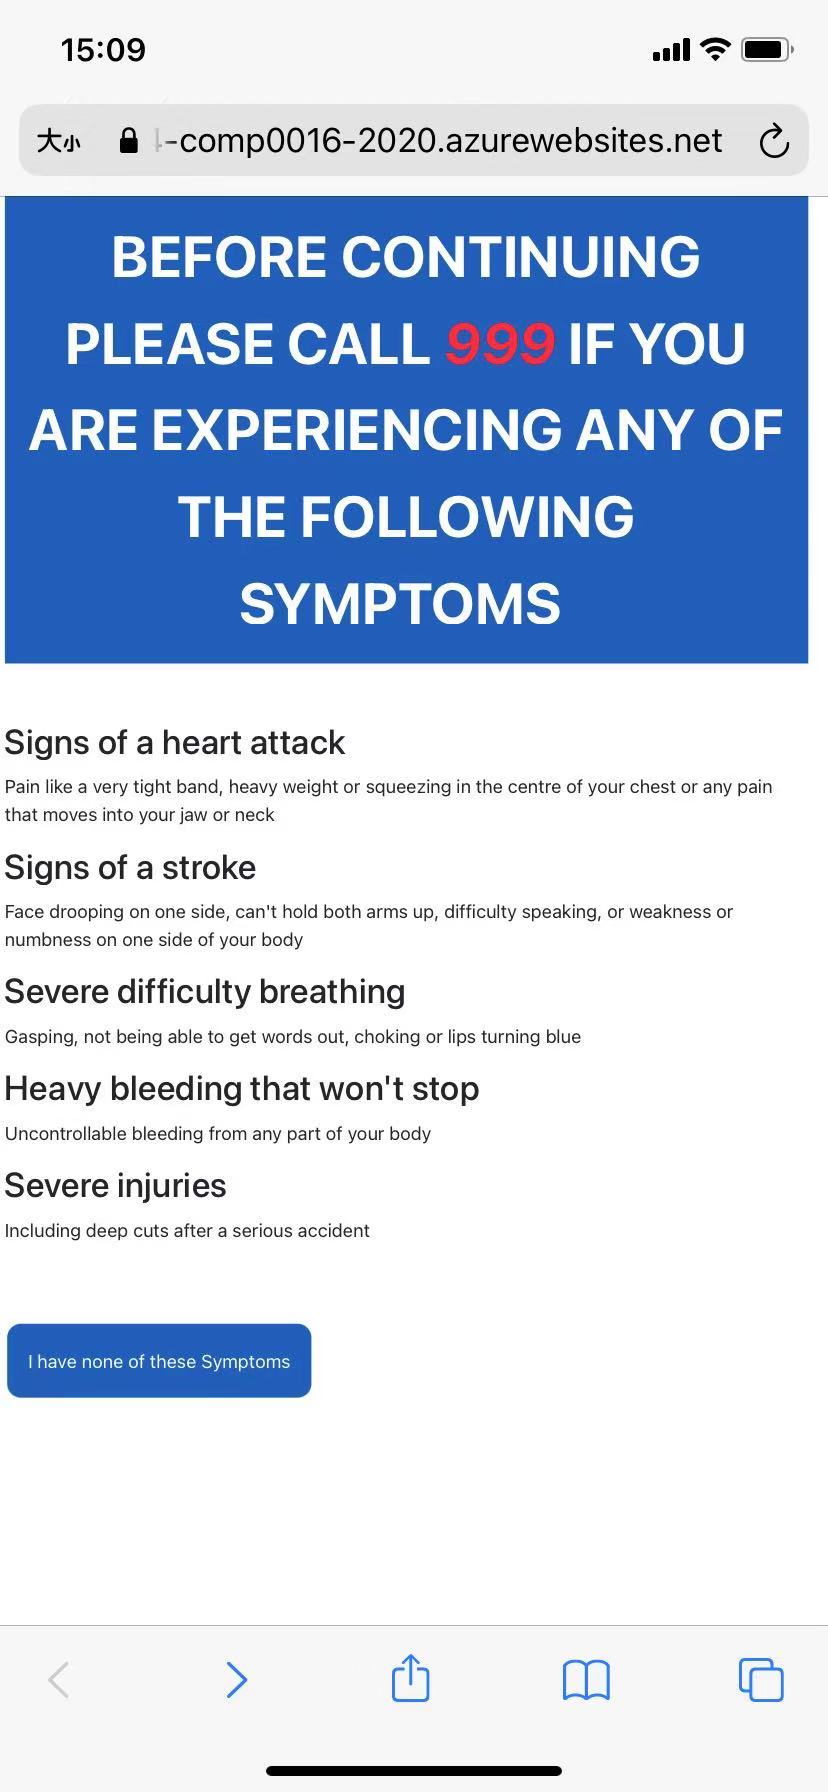 15:09
大小
-comp0016-2020.azurewebsites.net
BEFORE CONTINUING
PLEASE CALL 999 IF YOU
ARE EXPERIENCING ANY OF
THE FOLLOWING
SYMPTOMS
Signs of a heart attack
Pain like a very tight band, heavy weight or squeezing in the centre of your chest or any pain
that moves into your jaw or neck
Signs of a stroke
Face drooping on one side, can't hold both arms up, difficulty speaking, or weakness or
numbness on one side of your body
Severe difficulty breathing
Gasping, not being able to get words out, choking or lips turning blue
Heavy bleeding that won't stop
Uncontrollable bleeding from any part of your body
Severe injuries
Including deep cuts after a serious accident
I have none of these Symptoms